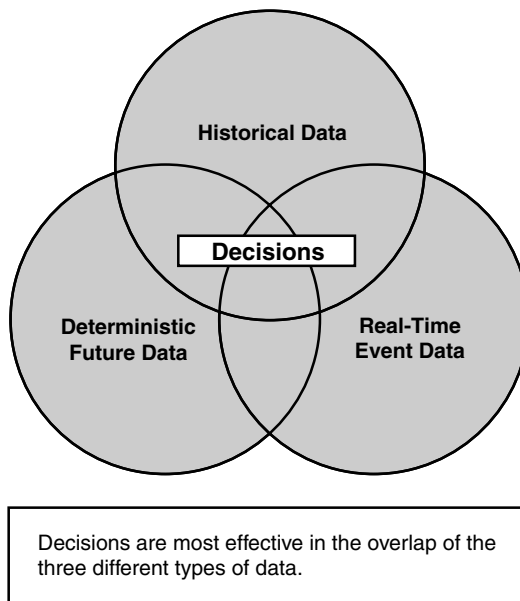 Historical Data
Decisions
Deterministic
Future Data
Real-Time
Event Data
Decisions are most effective in the overlap of the
three different types of data.